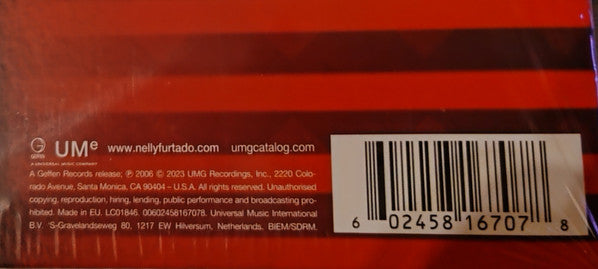 G
GEFFEN
UMe
A UNIVERSAL MUSIC COMPANY
www.nellyfurtado.com
umgcatalog.com
A Geffen Records release; ℗ 2006 © 2023 UMG Recordings, Inc., 2220 Colo-
rado Avenue, Santa Monica, CA 90404 – U.S.A. All rights reserved. Unauthorised
copying, reproduction, hiring, lending, public performance and broadcasting pro-
hibited. Made in EU. LC01846. 00602458167078. Universal Music International
B.V. 'S-Gravelandseweg 80, 1217 EW Hilversum, Netherlands. BIEM/SDRM.
6 02458 16707 8